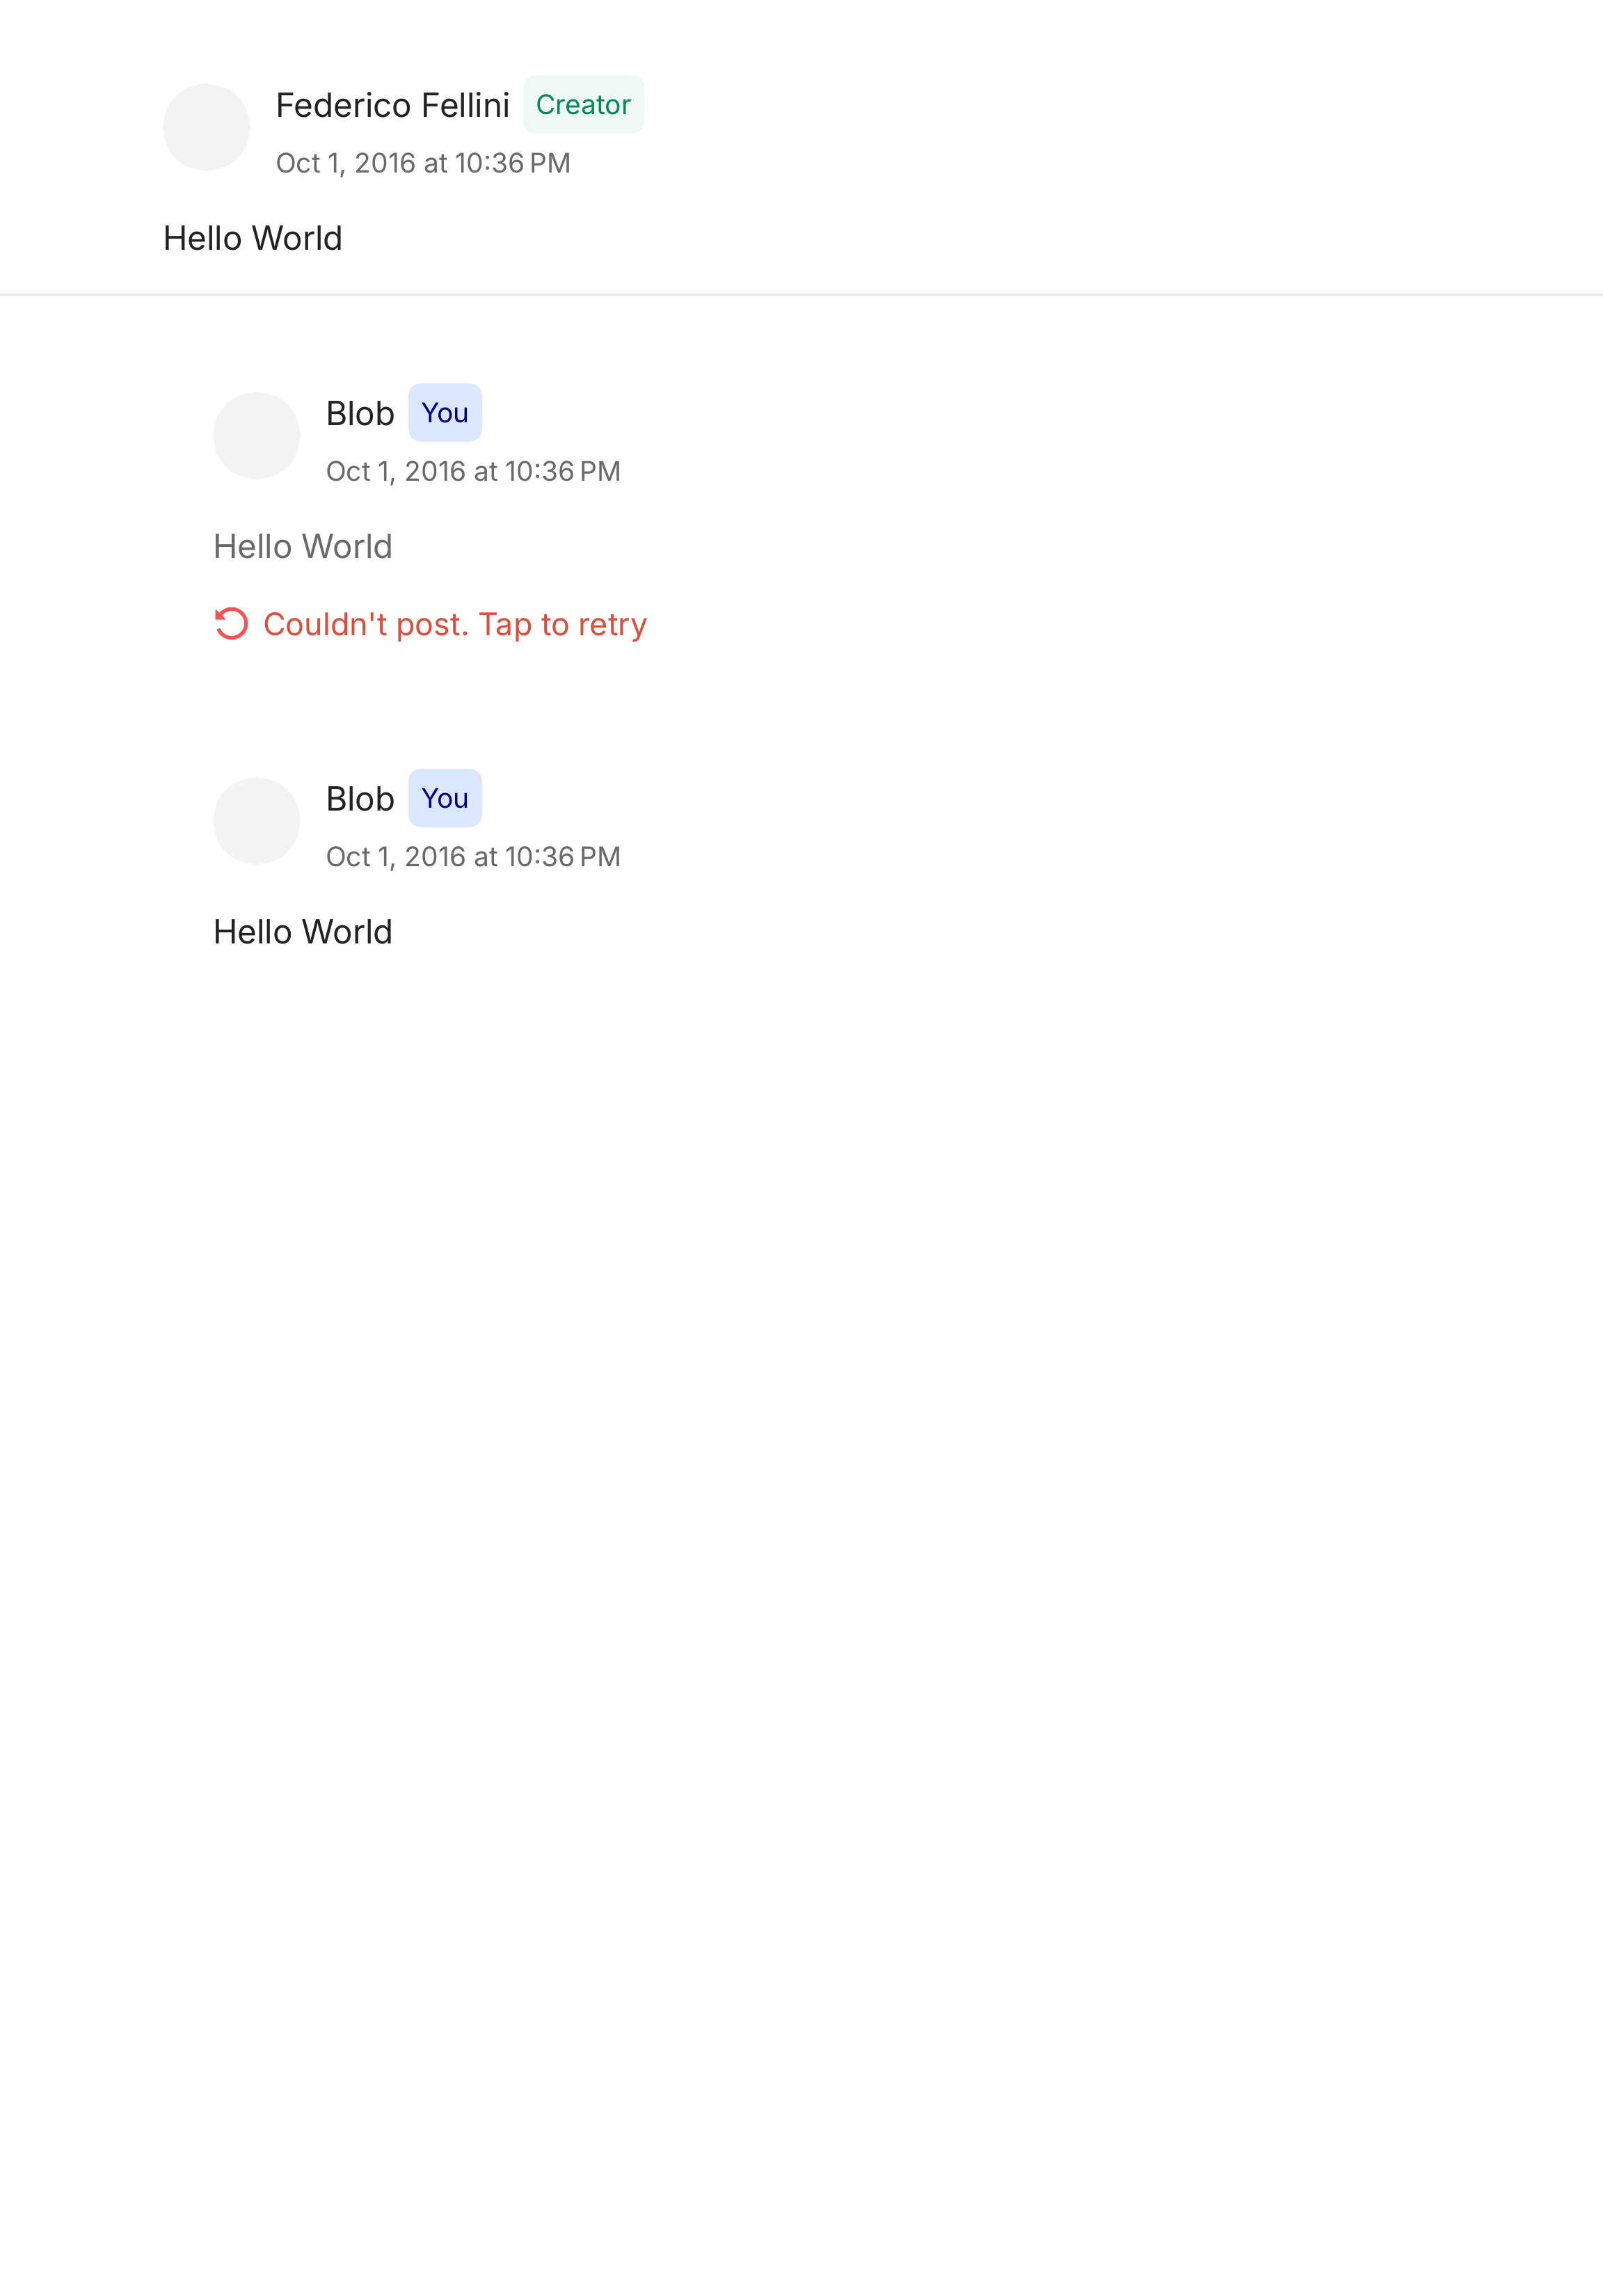 Federico Fellini Creator
Oct 1, 2016 at 10:36 PM
Hello World
Blob You
Oct 1, 2016 at 10:36 PM
Hello World
Couldn't post. Tap to retry
Blob You
Oct 1, 2016 at 10:36 PM
Hello World